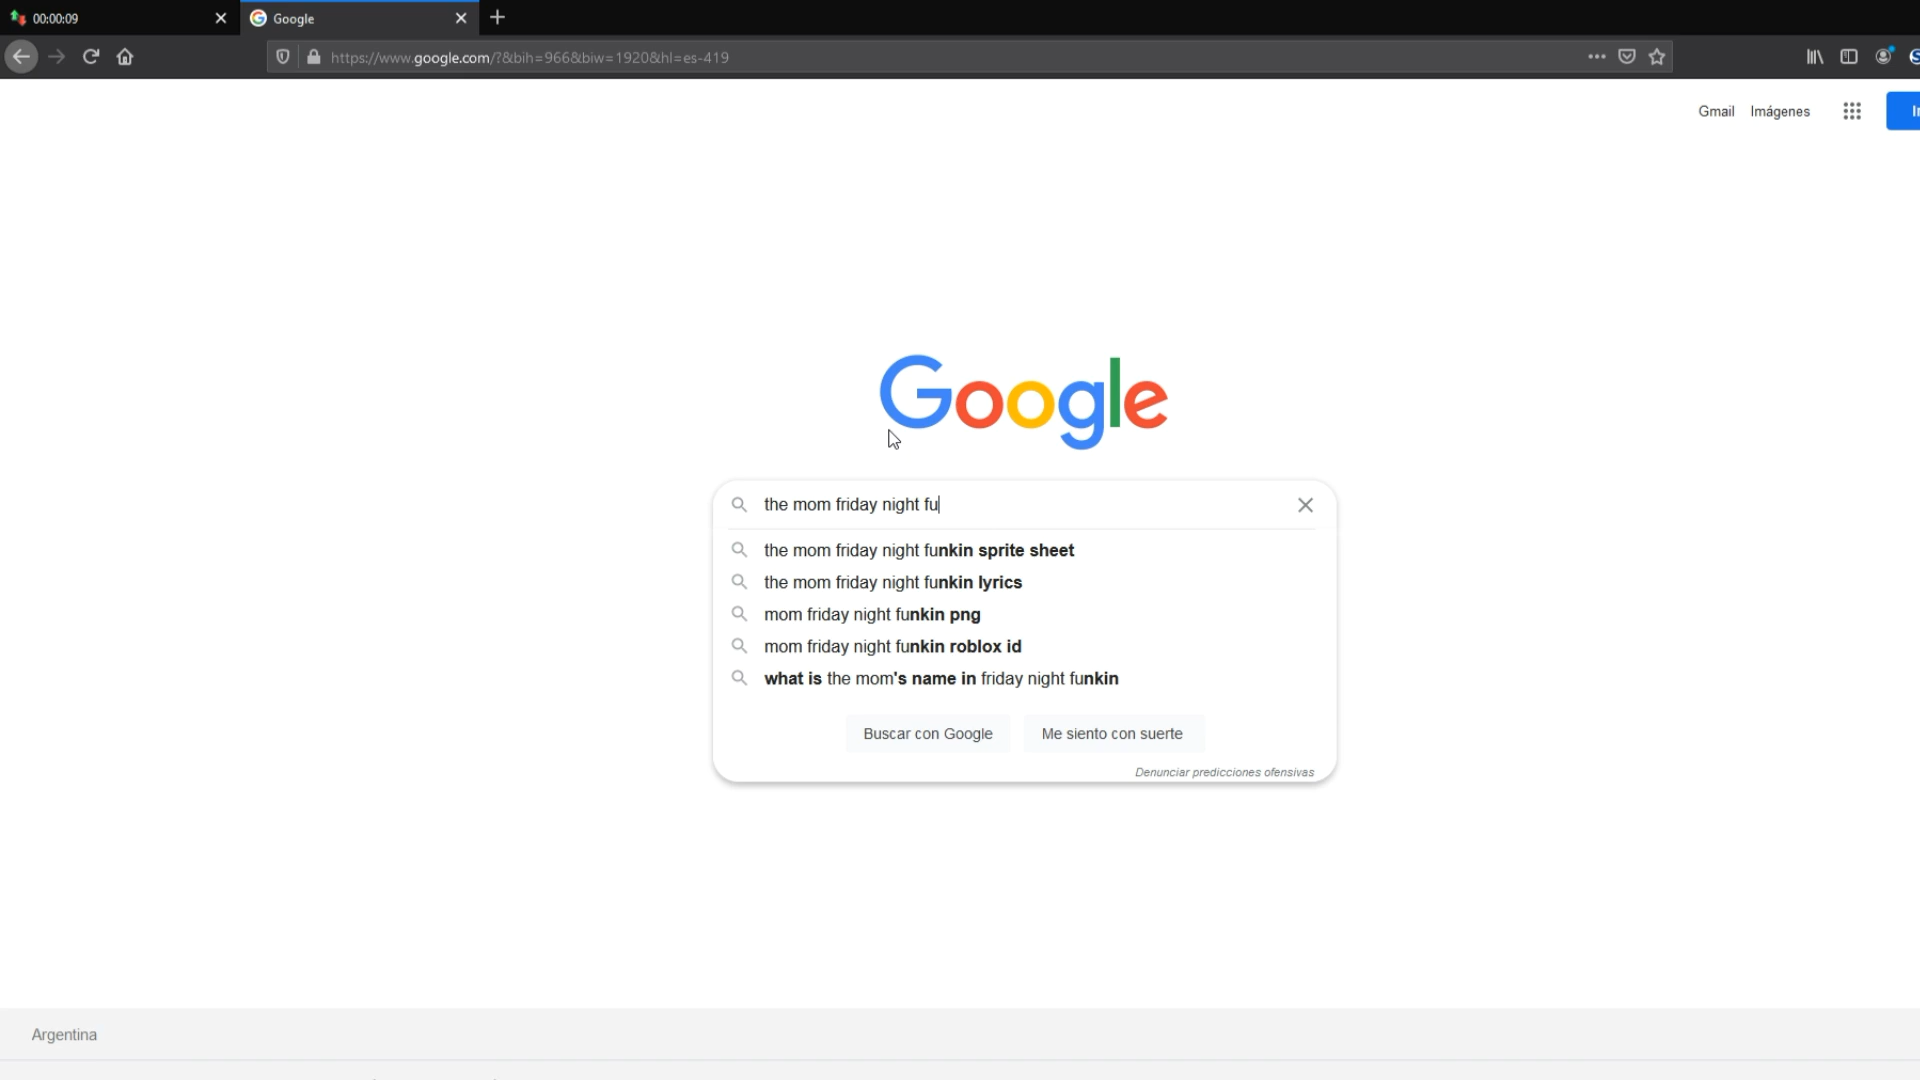 00:00:09
Google
https://www.google.com/?&bih=966&biw=1920&hl=es-419
Gmail Imágenes
Google
the mom friday night fu
the mom friday night funkin sprite sheet
the mom friday night funkin lyrics
mom friday night funkin png
mom friday night funkin roblox id
what is the mom's name in friday night funkin
Buscar con Google Me siento con suerte
Denunciar predicciones ofensivas
Argentina